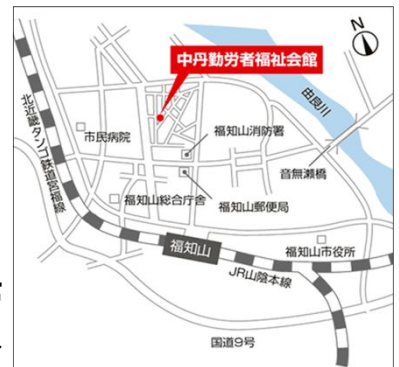 N
中丹勤労者福祉会館
由良川
北近畿タンゴ鉄道宮福線
市民病院
福知山消防署
音無瀬橋
福知山総合庁舎
福知山郵便局
福知山
福知山市役所
JR山陰本線
国道9号